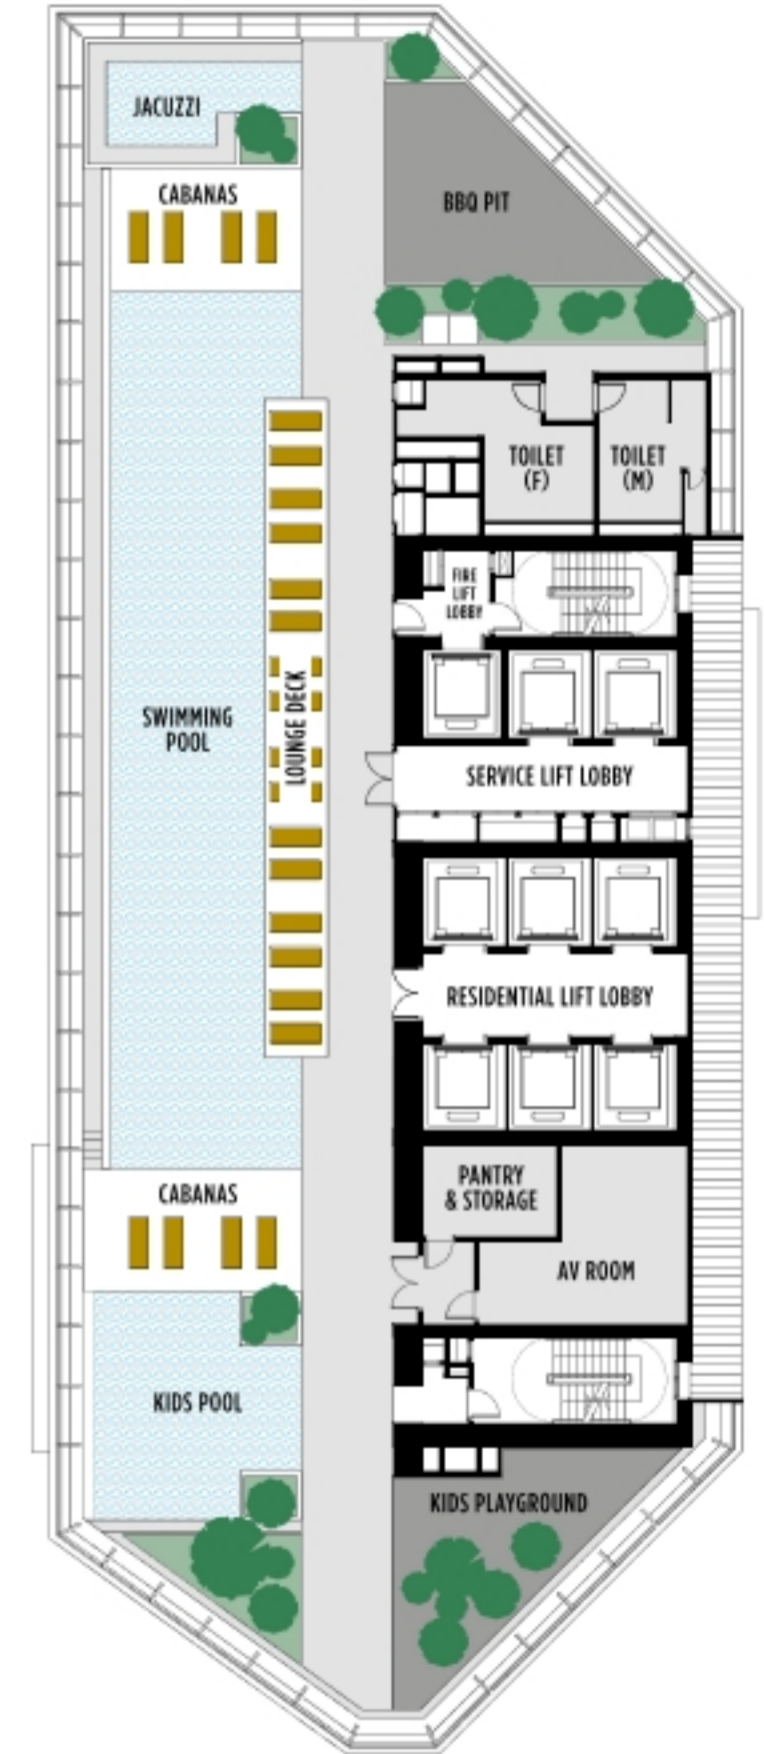 JACUZZI
CABANAS
BBQ PIT
TOILET
(F)
TOILET
(M)
FIRE
LIFT
LOBBY
SWIMMING
POOL
LOUNGE DECK
SERVICE LIFT LOBBY
RESIDENTIAL LIFT LOBBY
PANTRY
& STORAGE
CABANAS
AV ROOM
KIDS POOL
KIDS PLAYGROUND